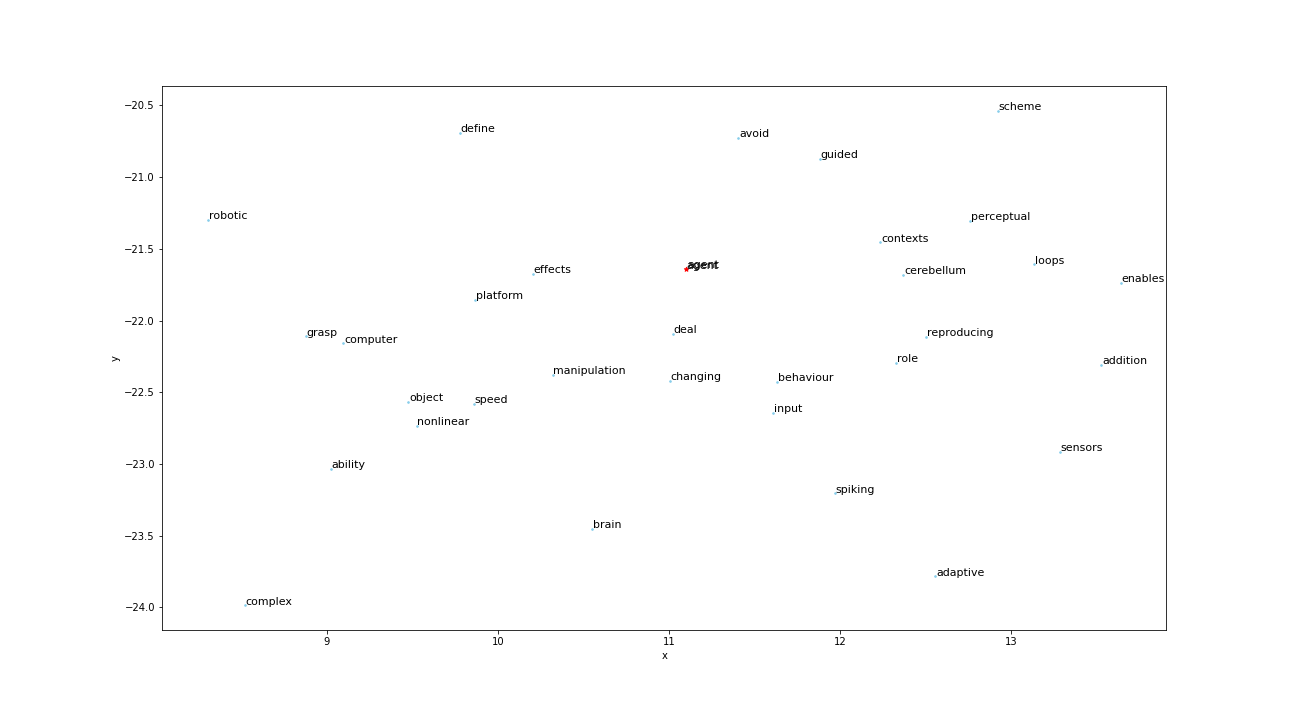 −20.5
scheme
define
avoid
guided
−21.0
robotic
perceptual
−21.5
contexts
loops
agent
effects
cerebellum
enables
platform
−22.0
deal
grasp
computer
reproducing
y
role
addition
manipulation
changing
behaviour
−22.5
object
speed
input
nonlinear
sensors
−23.0
ability
spiking
−23.5
brain
adaptive
−24.0
complex
9 10 11 12 13
x